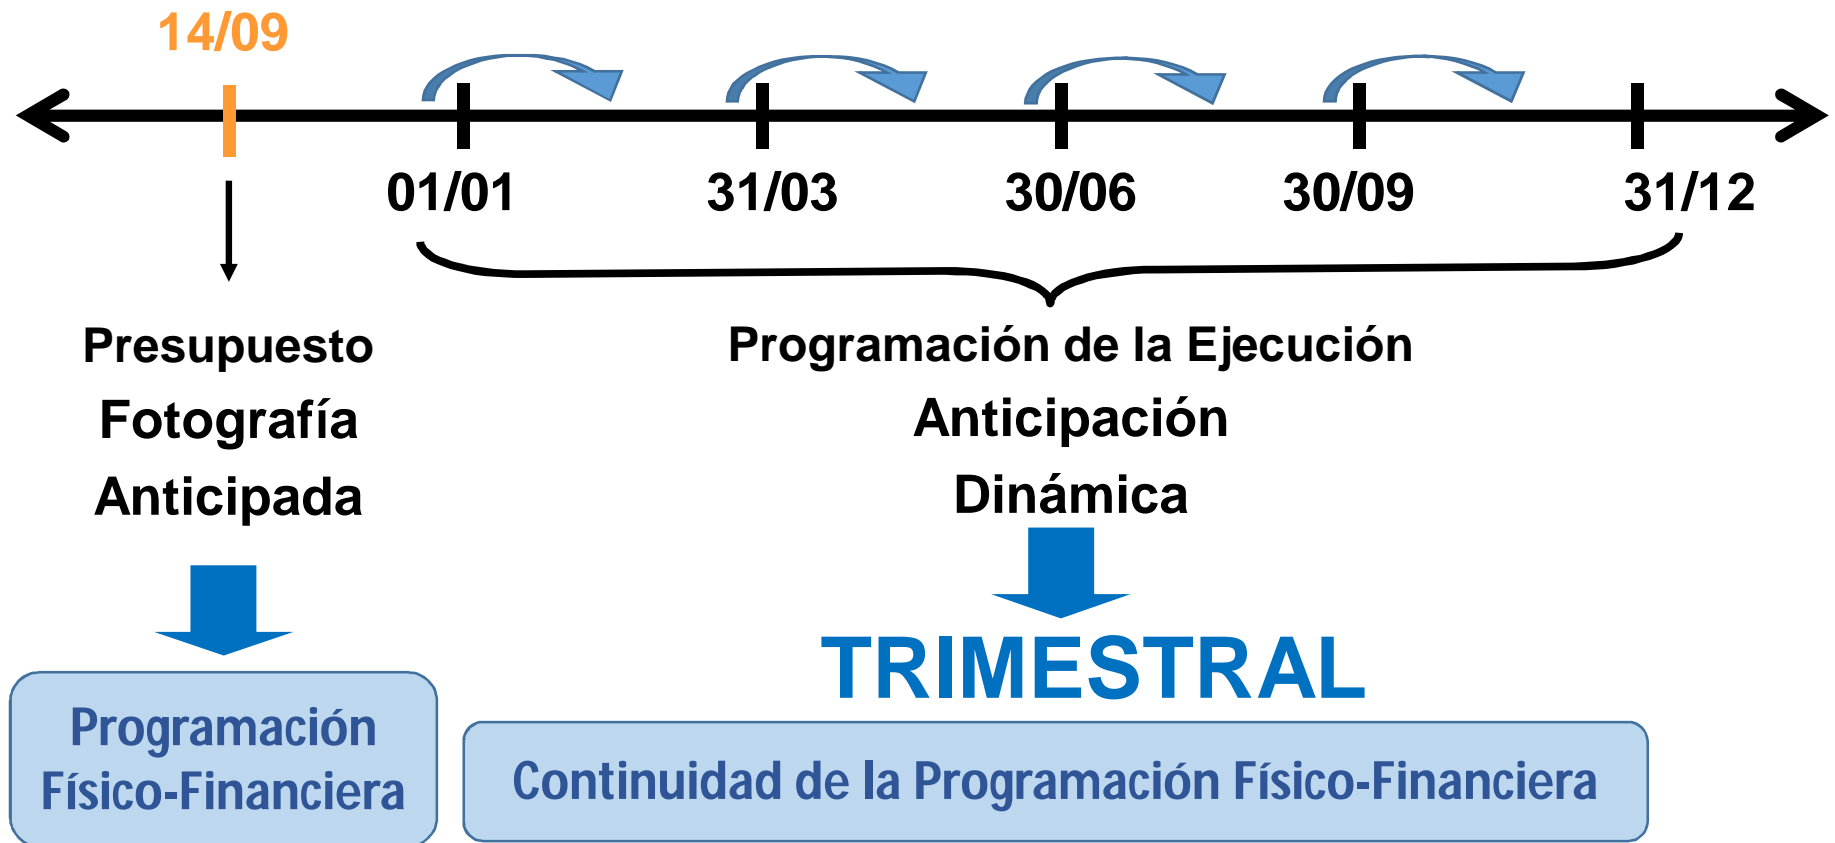 14/09
01/01
31/03
30/06
30/09
31/12
Presupuesto
Fotografía
Anticipada
Programación de la Ejecución
Anticipación
Dinámica
TRIMESTRAL
Programación
Físico-Financiera
Continuidad de la Programación Físico-Financiera